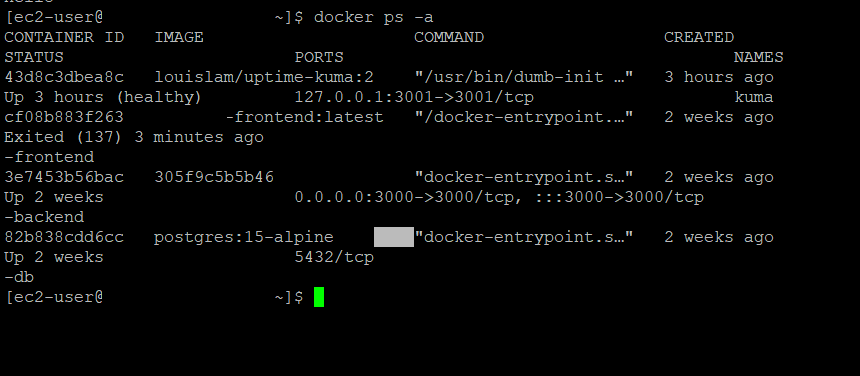 [ec2-user@ ~]$ docker ps -a
CONTAINER ID IMAGE COMMAND CREATED
STATUS PORTS NAMES
43d8c3dbea8c louislam/uptime-kuma:2 "/usr/bin/dumb-init …" 3 hours ago
Up 3 hours (healthy) 127.0.0.1:3001->3001/tcp kuma
cf08b883f263 -frontend:latest "/docker-entrypoint.…" 2 weeks ago
Exited (137) 3 minutes ago
-frontend
3e7453b56bac 305f9c5b5b46 "docker-entrypoint.s…" 2 weeks ago
Up 2 weeks 0.0.0.0:3000->3000/tcp, :::3000->3000/tcp
-backend
82b838cdd6cc postgres:15-alpine "docker-entrypoint.s…" 2 weeks ago
Up 2 weeks 5432/tcp
-db
[ec2-user@ ~]$